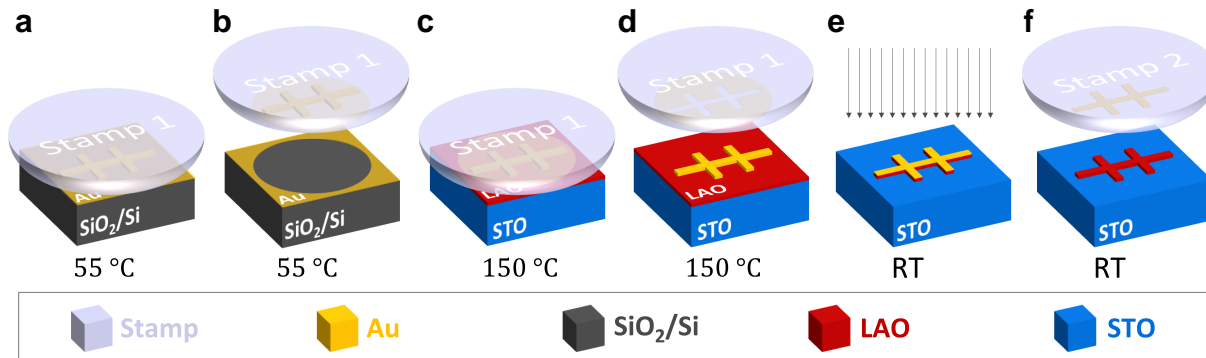 a
Stamp 1
Au
SiO₂/Si
55 °C
b
Stamp 1
Au
SiO₂/Si
55 °C
c
Stamp 1
LAO
STO
150 °C
d
Stamp 1
LAO
STO
150 °C
e
STO
RT
f
Stamp 2
STO
RT
Stamp
Au
SiO₂/Si
LAO
STO